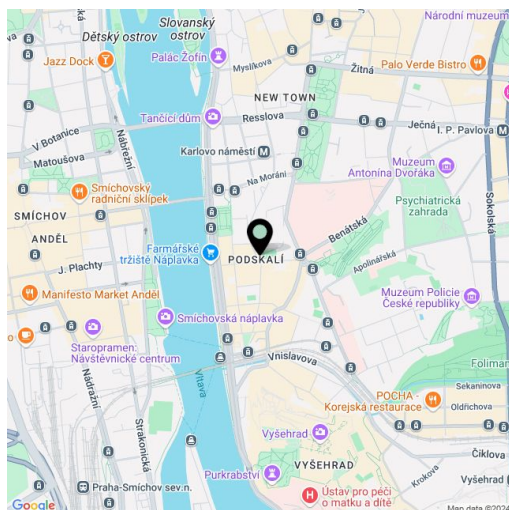 Slovanský
ostrov
Dětský ostrov
Národní museum
Palác Žofín
Jazz Dock
Myslíkova
Žitná
Palo Verde Bistro
NEW TOWN
Tančící dům
Resslova
Ječná
I. P. Pavlova
V Botanice
Nábřežní
Matoušova
Karlovo náměstí
Muzeum
Antonína Dvořáka
Na Moráni
Smíchovský
radniční sklípek
Psychiatrická
zahrada
Sokolská
SMÍCHOV
ANDĚL
Benátská
Apolinářská
Farmářské
tržiště Náplavka
PODSKALÍ
J. Plachty
Manifesto Market Anděl
Muzeum Policie
České republiky
Smíchovská náplavka
o
Staropramen:
Návštěvnické centrum
Vnislavova
Foliman
Nádražní
Vltava
Sekaninova
POCHA -
Korejská restaurace
Oldřichova
Strakonická
Vyšehrad
Čiklova
VYŠEHRAD
Krokova
Purkrabství
Praha-Smíchov sev.n.
Ústav pro péči
o matku a dítě
Google
Map data ©2024